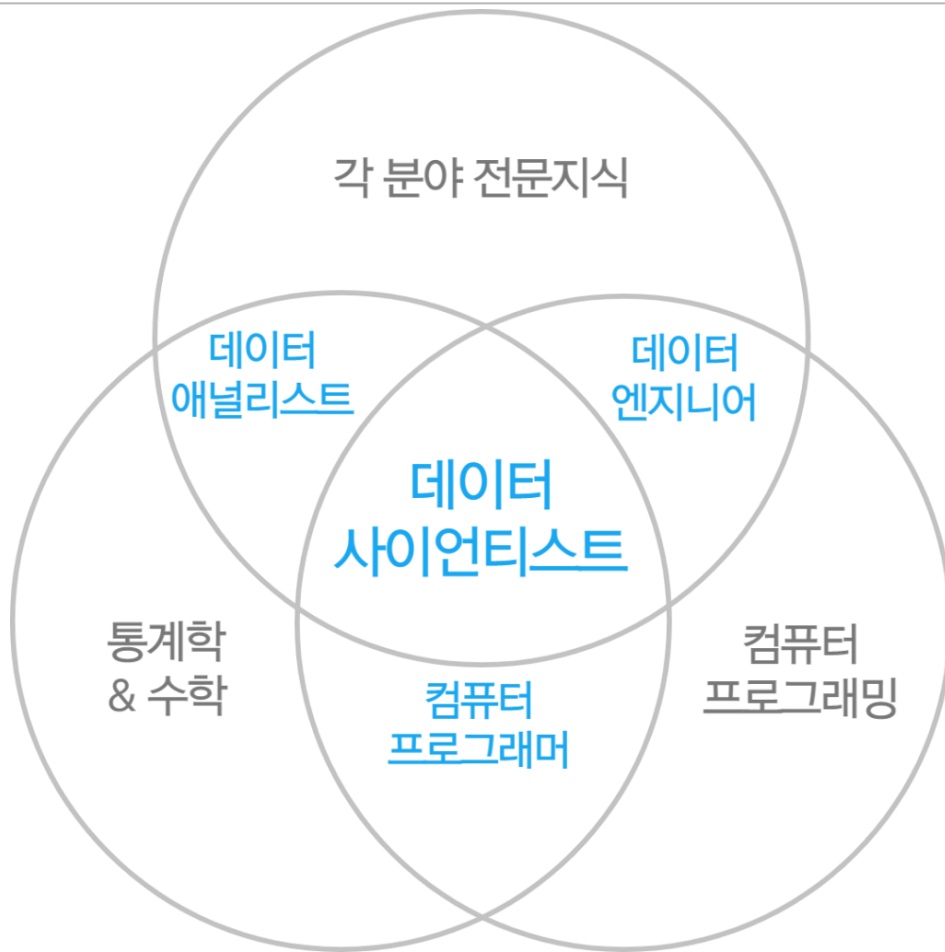 각 분야 전문지식
데이터
애널리스트
데이터
엔지니어
데이터
사이언티스트
통계학
& 수학
컴퓨터
프로그래밍
컴퓨터
프로그래머